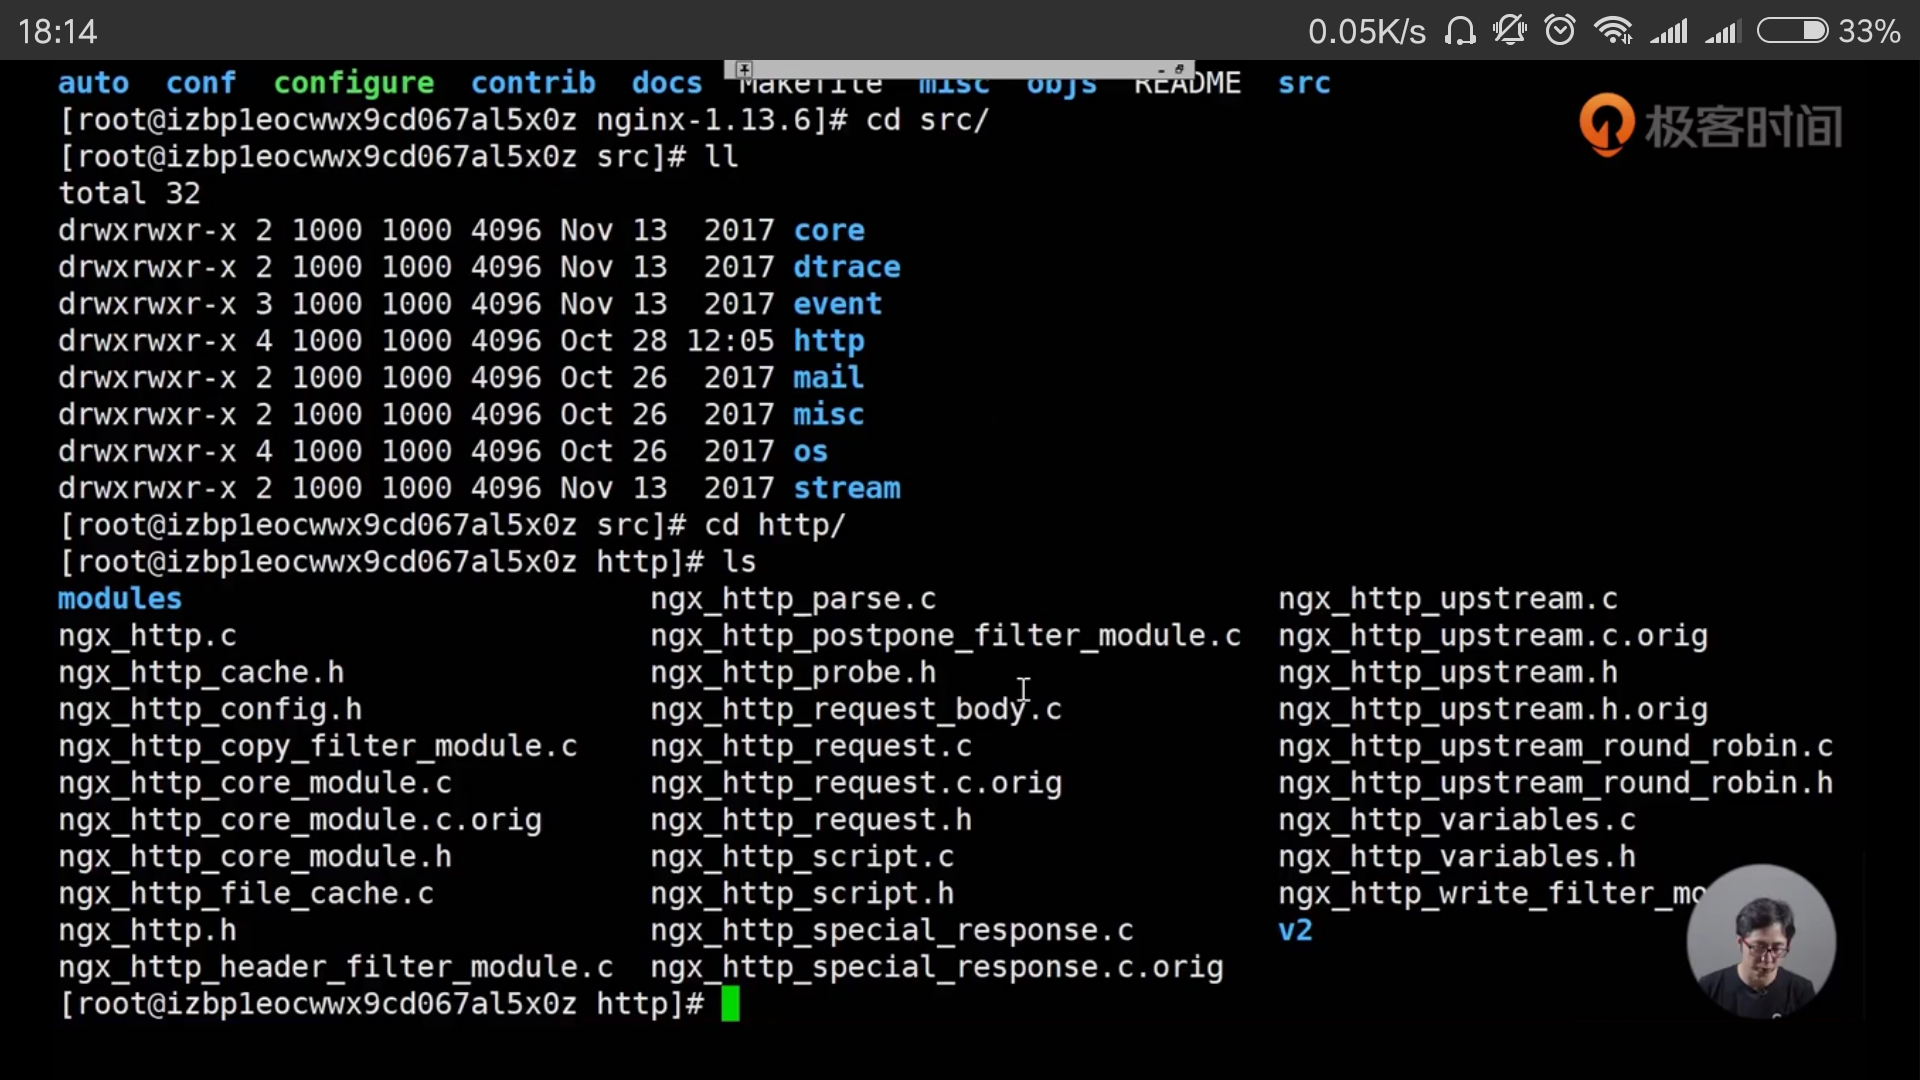 18:14 0.05K/s 33%
auto conf configure contrib docs Makefile misc objs README src
[root@izbp1eocwwx9cd067al5x0z nginx-1.13.6]# cd src/
极客时间
[root@izbp1eocwwx9cd067al5x0z src]# ll
total 32
drwxrwxr-x 2 1000 1000 4096 Nov 13  2017 core
drwxrwxr-x 2 1000 1000 4096 Nov 13  2017 dtrace
drwxrwxr-x 3 1000 1000 4096 Nov 13  2017 event
drwxrwxr-x 4 1000 1000 4096 Oct 28 12:05 http
drwxrwxr-x 2 1000 1000 4096 Oct 26  2017 mail
drwxrwxr-x 2 1000 1000 4096 Oct 26  2017 misc
drwxrwxr-x 4 1000 1000 4096 Oct 26  2017 os
drwxrwxr-x 2 1000 1000 4096 Nov 13  2017 stream
[root@izbp1eocwwx9cd067al5x0z src]# cd http/
[root@izbp1eocwwx9cd067al5x0z http]# ls
modules ngx_http_parse.c ngx_http_upstream.c
ngx_http.c ngx_http_postpone_filter_module.c ngx_http_upstream.c.orig
ngx_http_cache.h ngx_http_probe.h ngx_http_upstream.h
ngx_http_config.h ngx_http_request_body.c ngx_http_upstream.h.orig
ngx_http_copy_filter_module.c ngx_http_request.c ngx_http_upstream_round_robin.c
ngx_http_core_module.c ngx_http_request.c.orig ngx_http_upstream_round_robin.h
ngx_http_core_module.c.orig ngx_http_request.h ngx_http_variables.c
ngx_http_core_module.h ngx_http_script.c ngx_http_variables.h
ngx_http_file_cache.c ngx_http_script.h ngx_http_write_filter_mo
ngx_http.h ngx_http_special_response.c v2
ngx_http_header_filter_module.c ngx_http_special_response.c.orig
[root@izbp1eocwwx9cd067al5x0z http]#